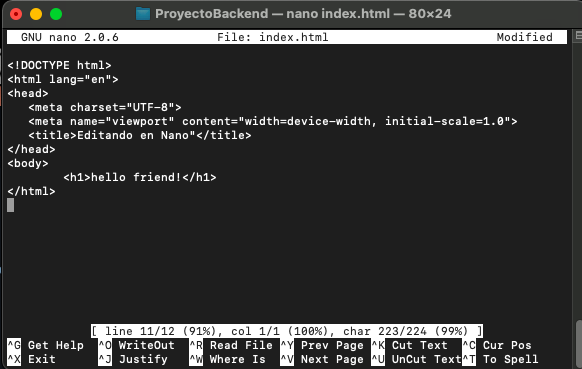 ProyectoBackend — nano index.html — 80×24
GNU nano 2.0.6 File: index.html Modified
<!DOCTYPE html>
<html lang="en">
<head>
<meta charset="UTF-8">
<meta name="viewport" content="width=device-width, initial-scale=1.0">
<title>Editando en Nano"</title>
</head>
<body>
<h1>hello friend!</h1>
</html>
[ line 11/12 (91%), col 1/1 (100%), char 223/224 (99%) ]
^G Get Help ^O WriteOut ^R Read File ^Y Prev Page ^K Cut Text ^C Cur Pos
^X Exit ^J Justify ^W Where Is ^V Next Page ^U UnCut Text ^T To Spell